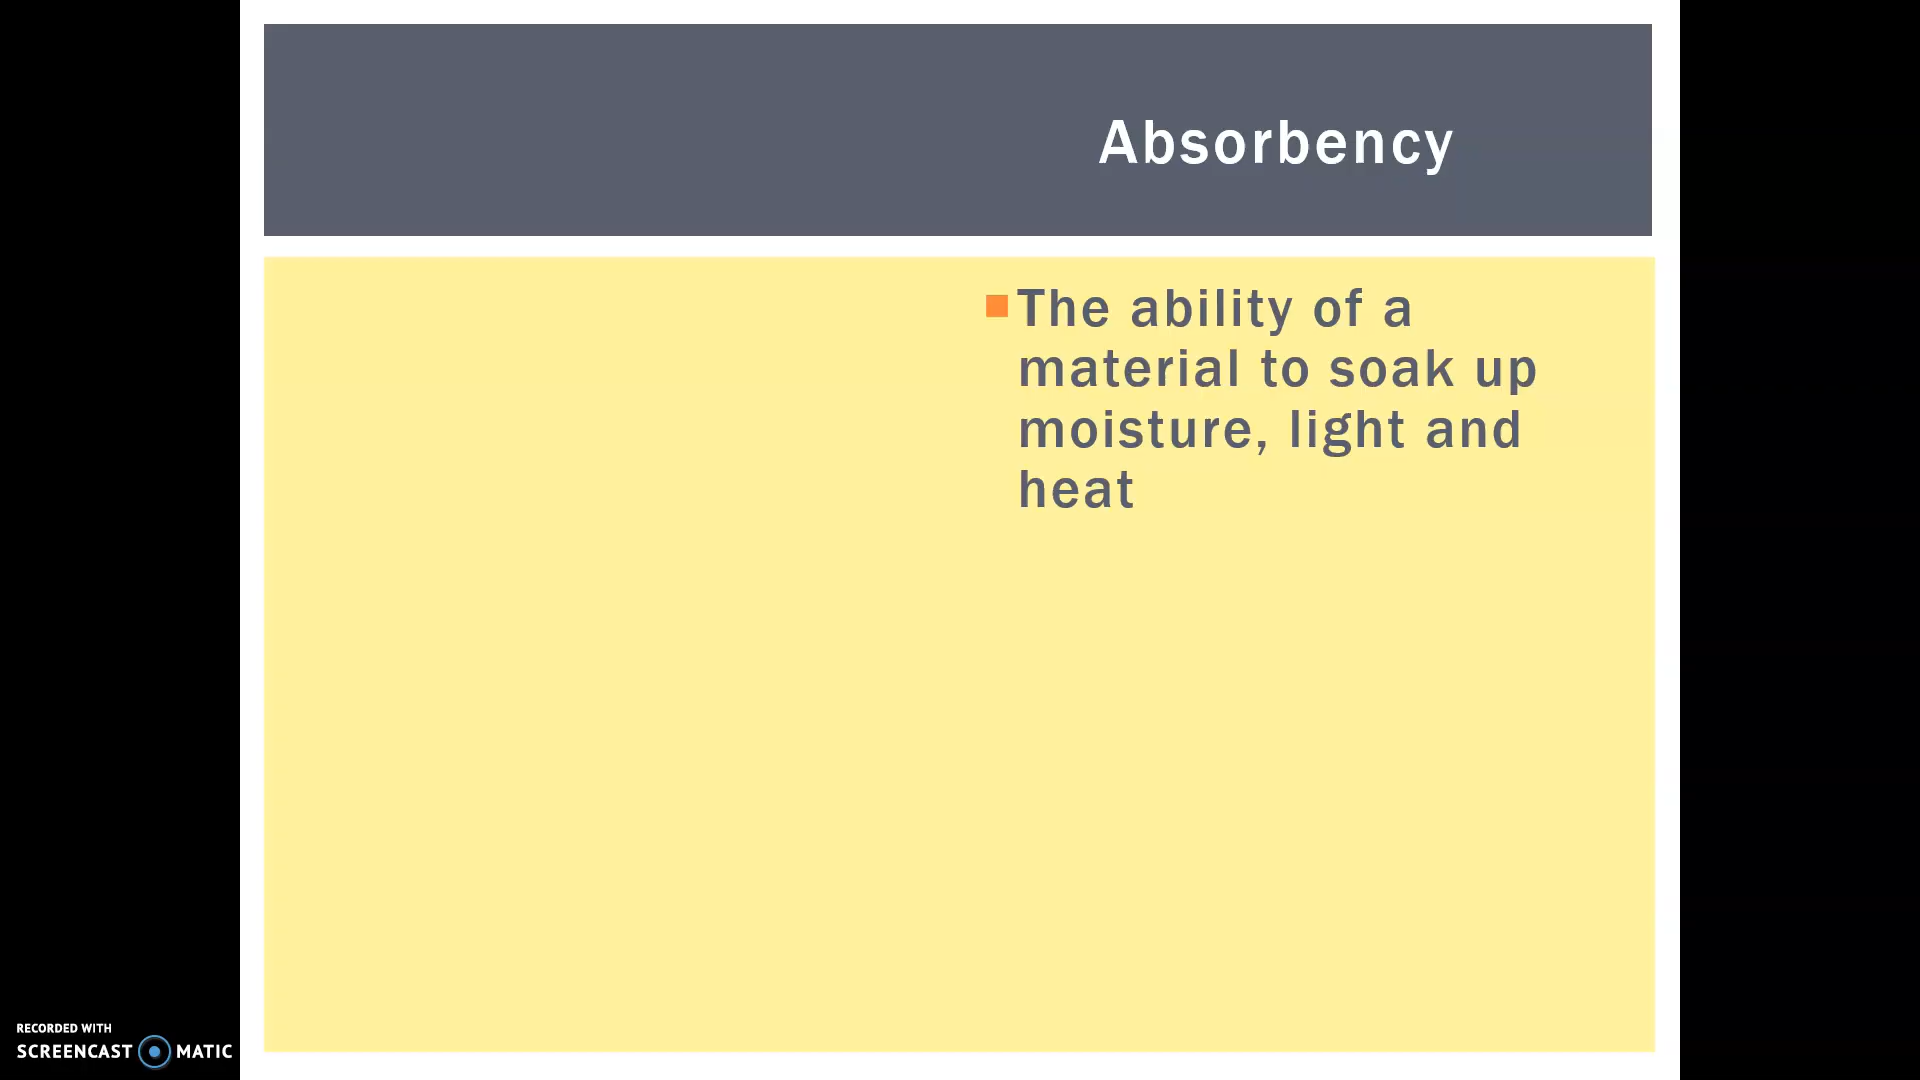 Absorbency
The ability of a
material to soak up
moisture, light and
heat
RECORDED WITH
SCREENCAST MATIC